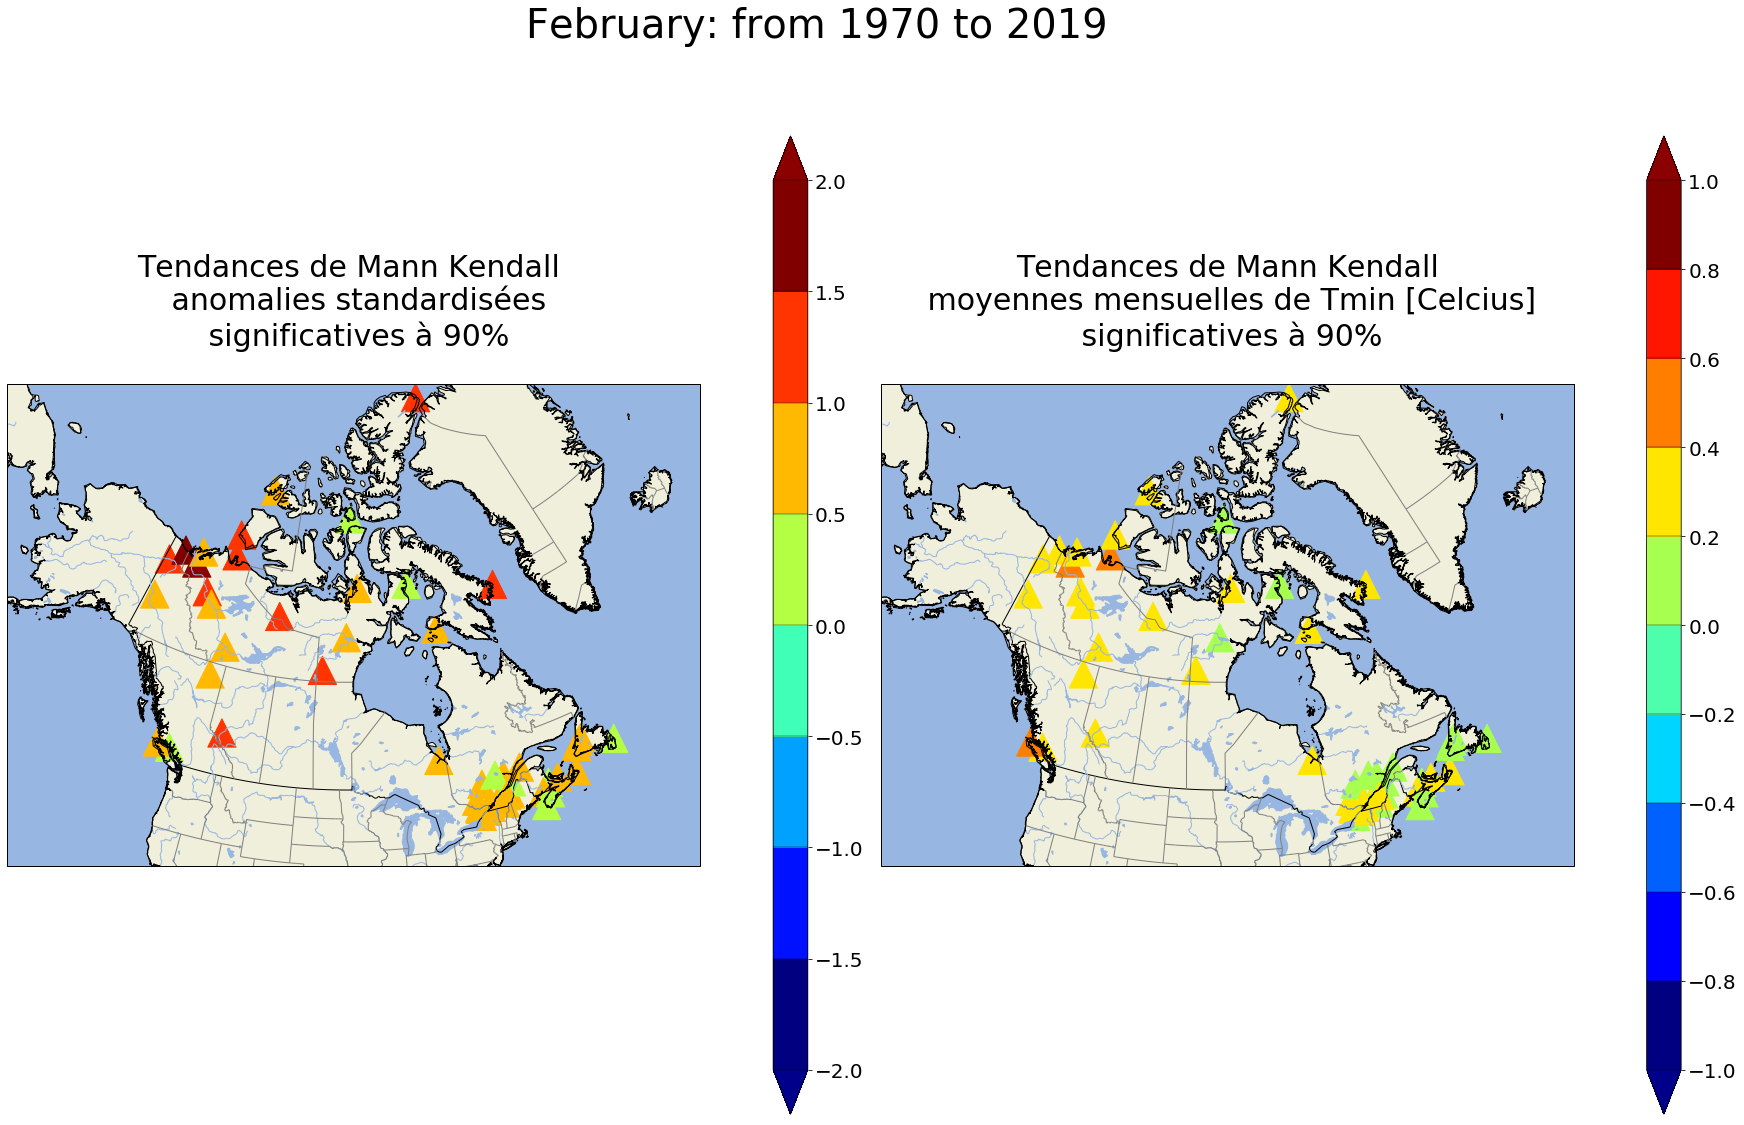 February: from 1970 to 2019
Tendances de Mann Kendall
anomalies standardisées
significatives à 90%
2.0
1.5
1.0
0.5
0.0
−0.5
−1.0
−1.5
−2.0
Tendances de Mann Kendall
moyennes mensuelles de Tmin [Celcius]
significatives à 90%
1.0
0.8
0.6
0.4
0.2
0.0
−0.2
−0.4
−0.6
−0.8
−1.0